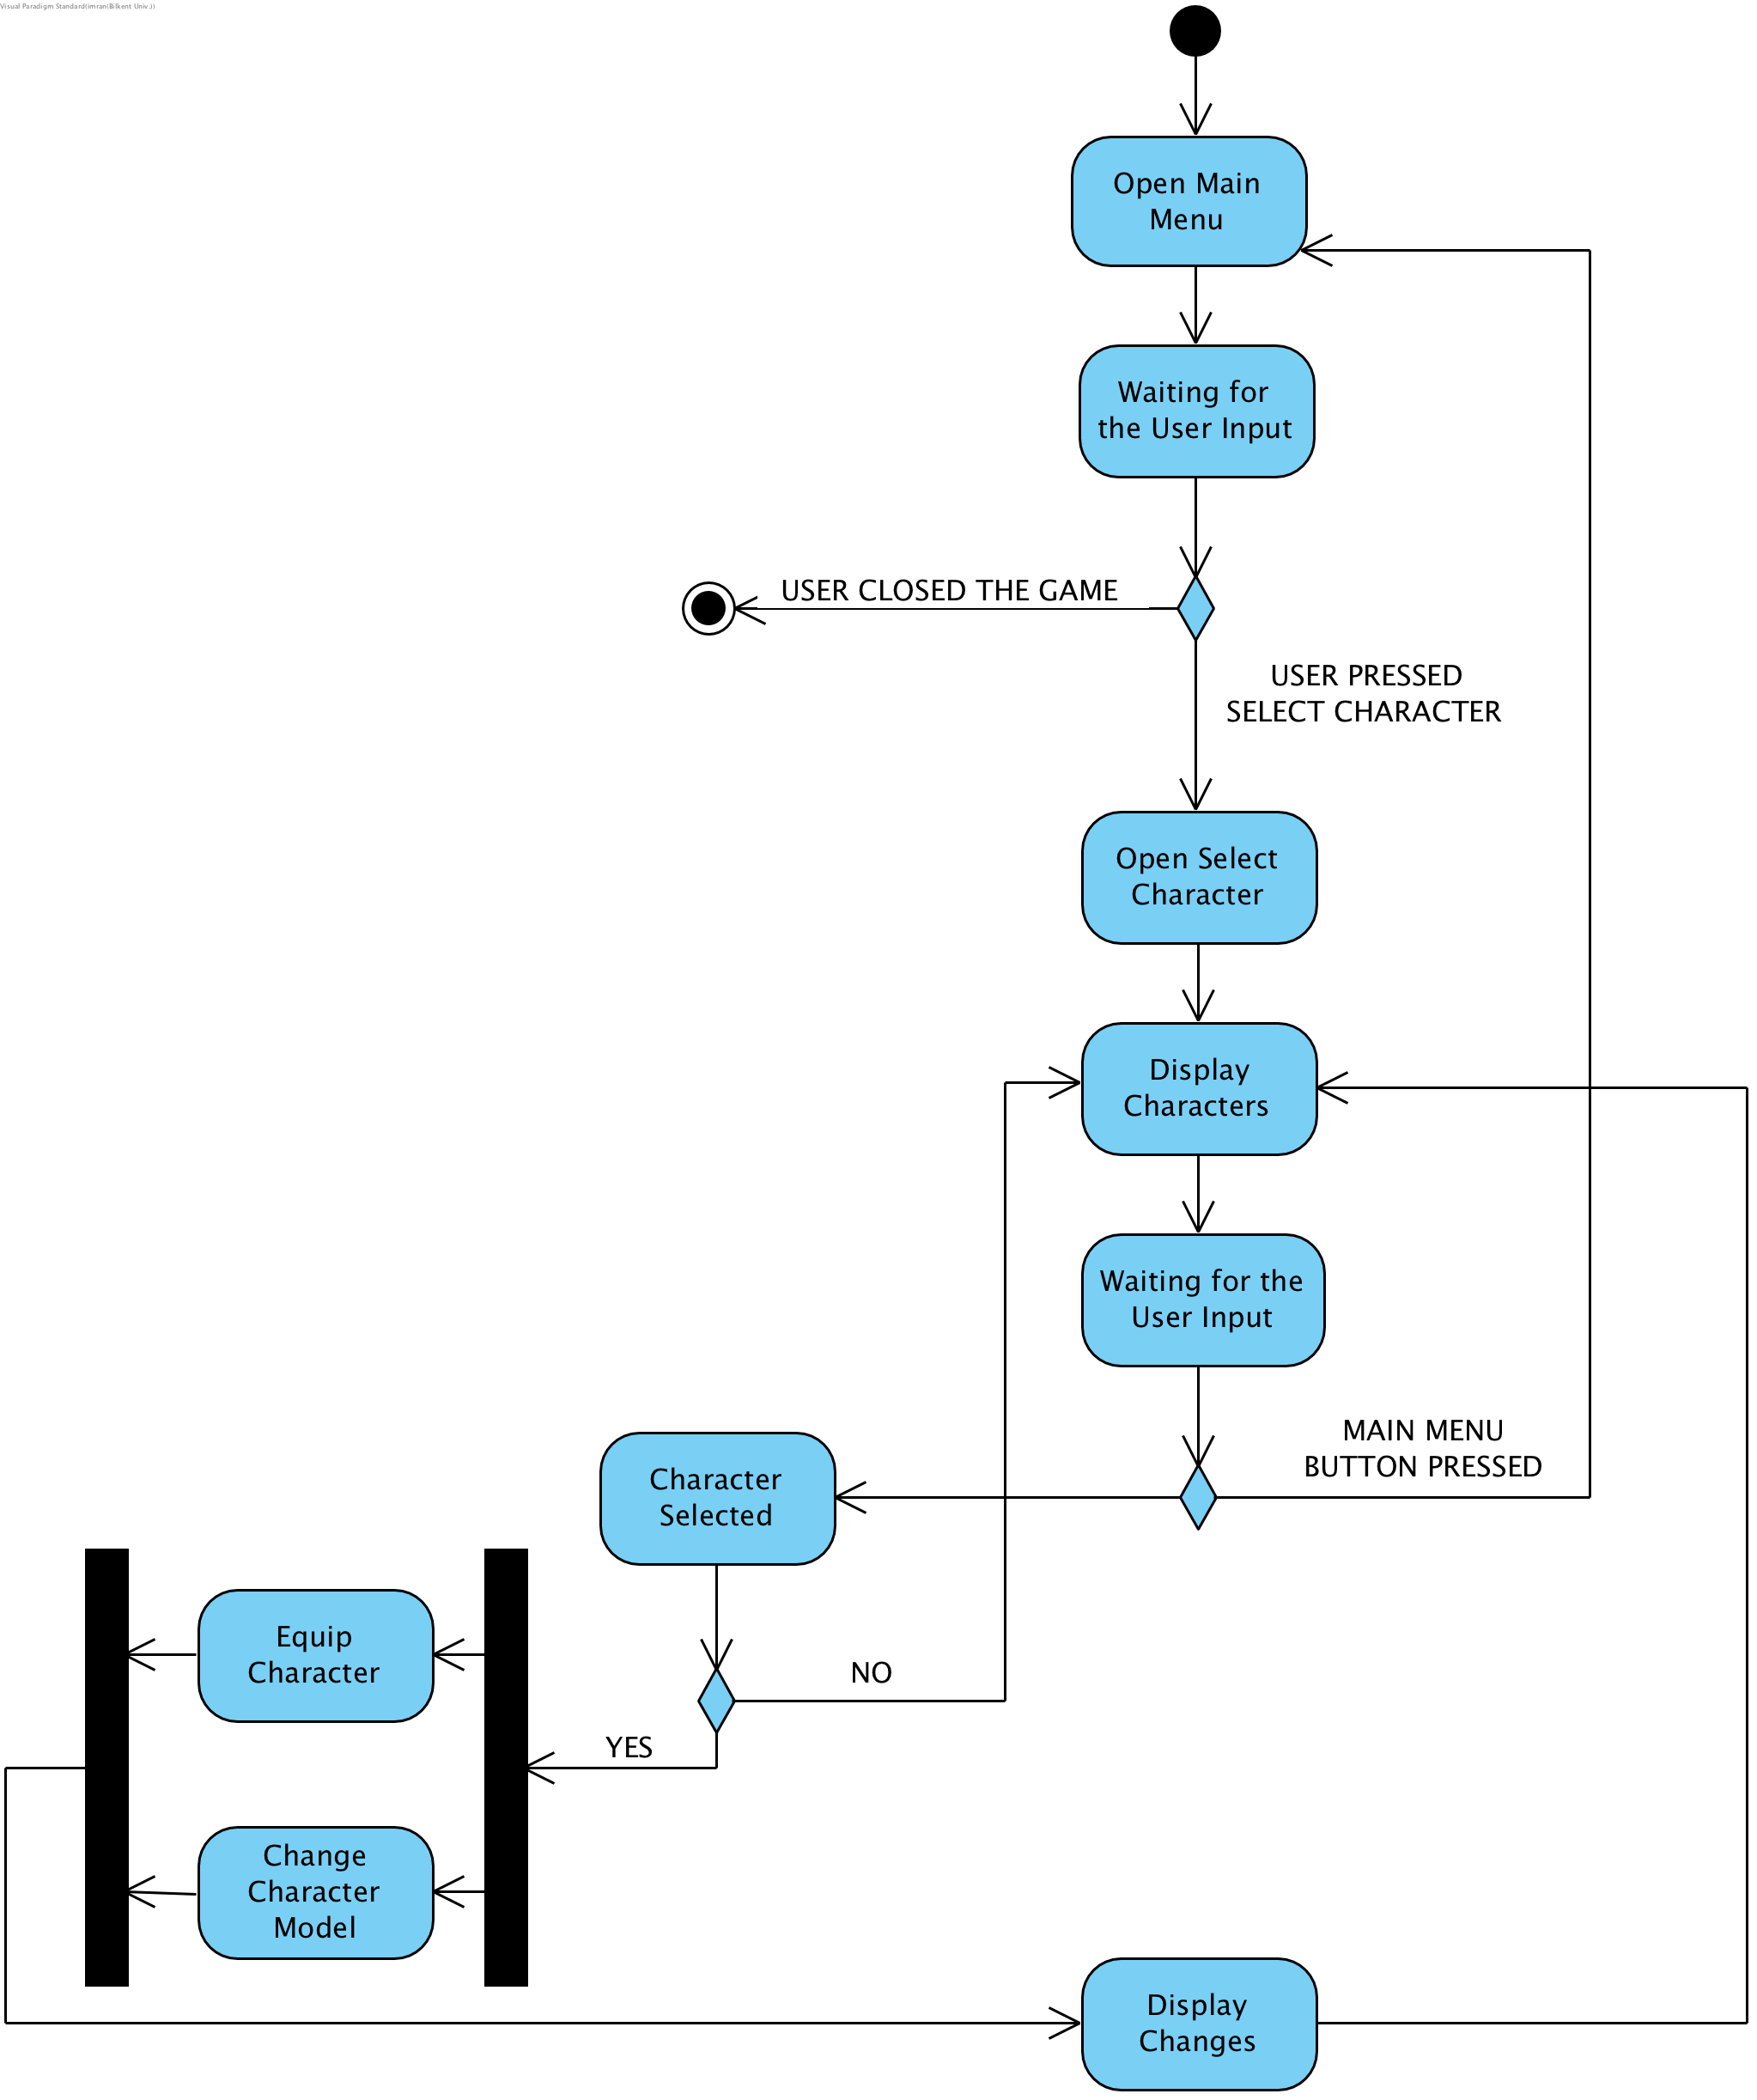 Visual Paradigm Standard(imran(Bilkent Univ.))
Open Main
Menu
Waiting for
the User Input
USER CLOSED THE GAME
USER PRESSED
SELECT CHARACTER
Open Select
Character
Display
Characters
Waiting for the
User Input
MAIN MENU
BUTTON PRESSED
Character
Selected
Equip
Character
NO
YES
Change
Character
Model
Display
Changes